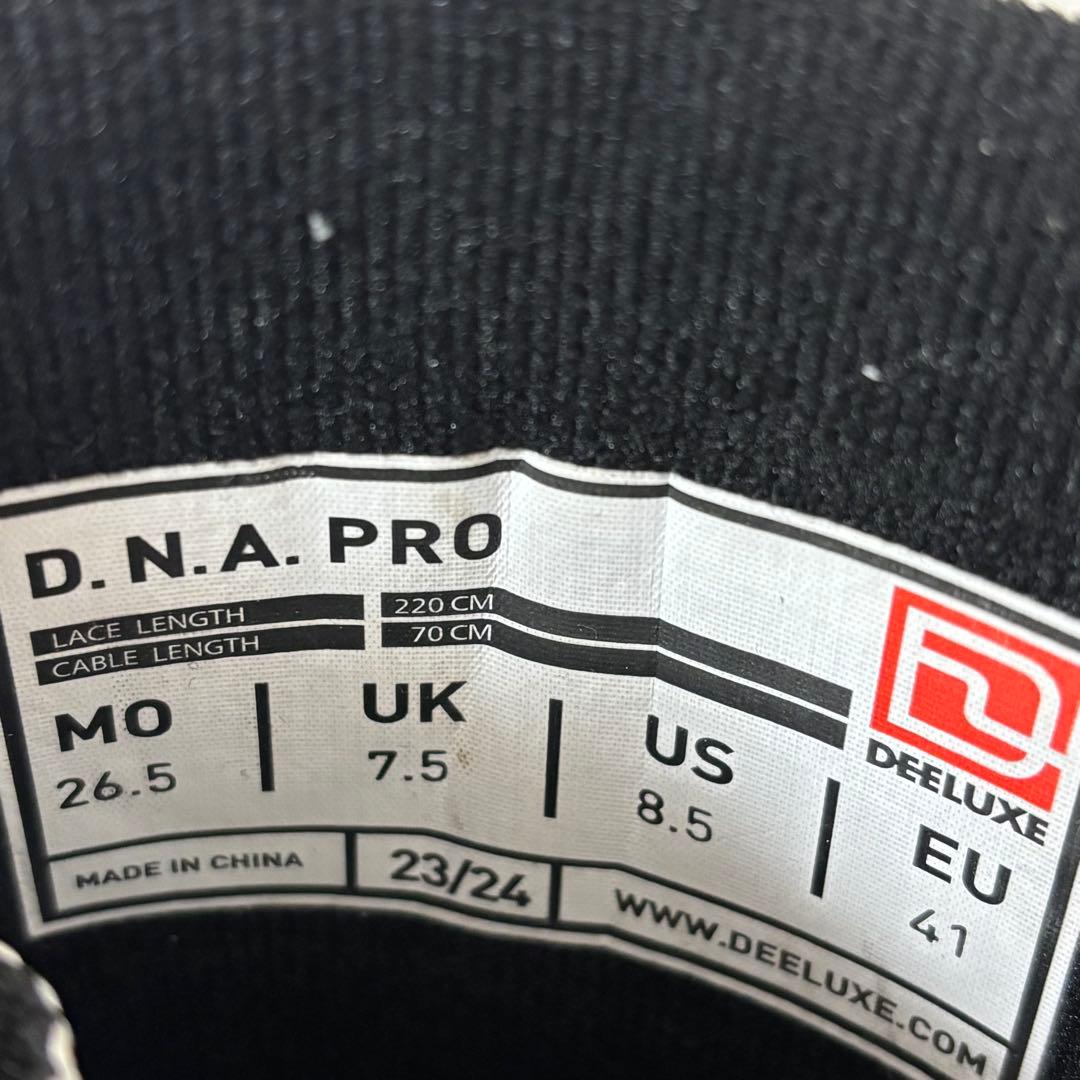 D.N.A. PRO
LACE LENGTH 220 CM
CABLE LENGTH 70 CM
MO UK US EU
26.5 7.5 8.5 41
DEELUXE
MADE IN CHINA 23/24 WWW.DEELUXE.COM